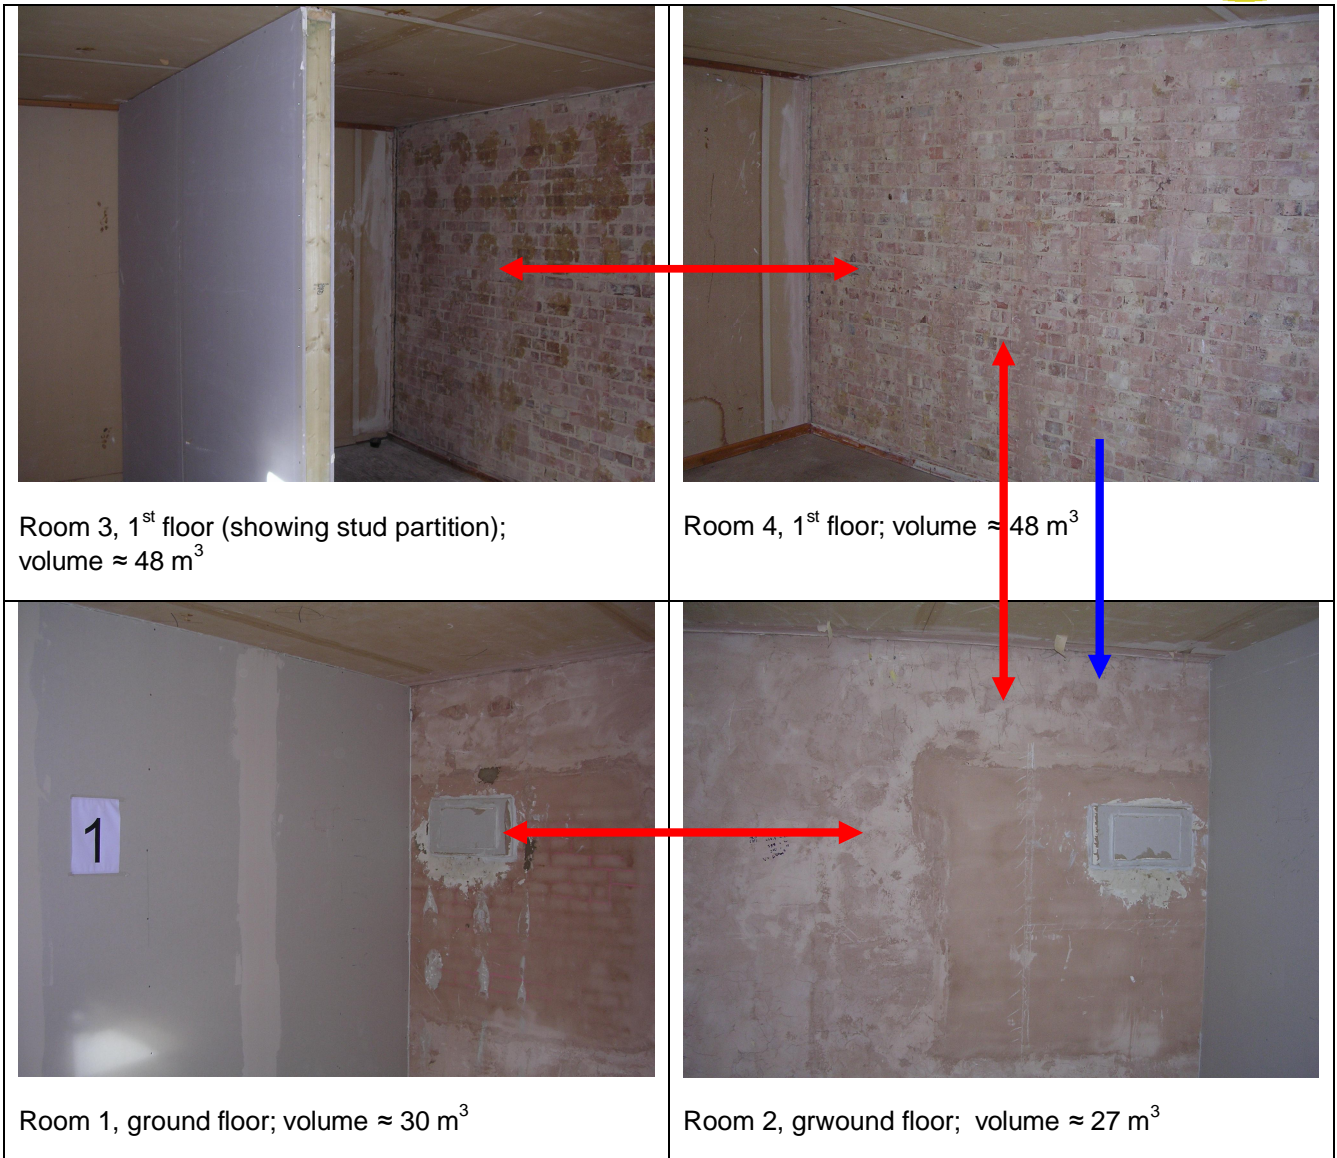 Room 3, 1st floor (showing stud partition);
volume ≈ 48 m3
Room 4, 1st floor; volume ≈ 48 m3
1
Room 1, ground floor; volume ≈ 30 m3
Room 2, grwound floor; volume ≈ 27 m3